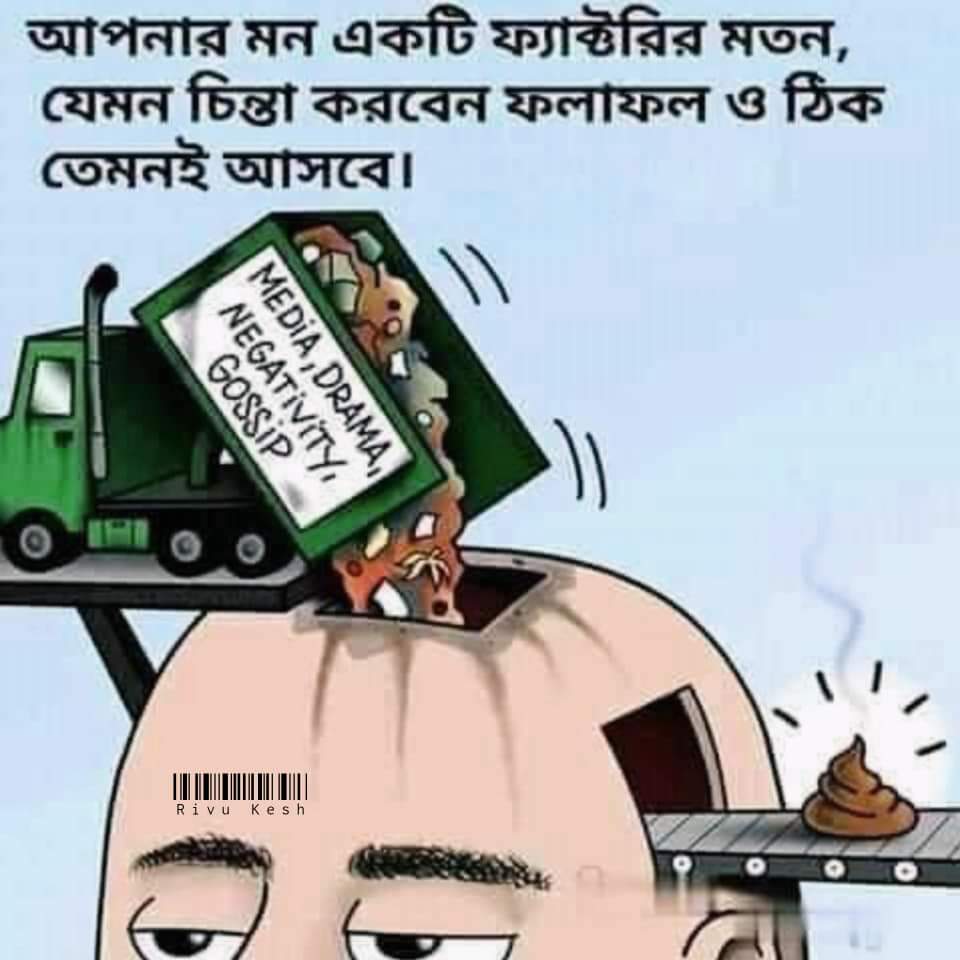 আপনার মন একটি ফ্যাক্টরির মতন,
যেমন চিন্তা করবেন ফলাফল ও ঠিক
তেমনই আসবে।
MEDIA, DRAMA,
NEGATIVITY,
GOSSIP
Rivu Kesh